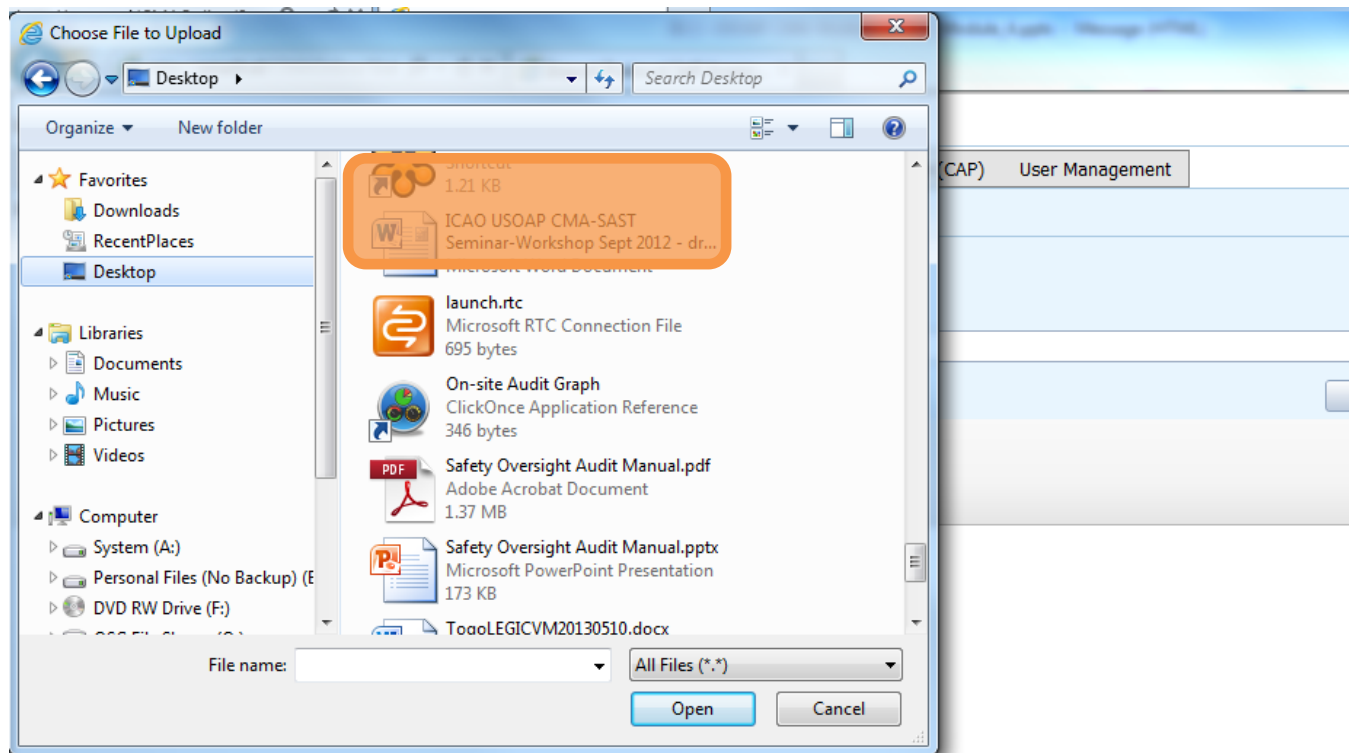 Choose File to Upload
Desktop
Search Desktop
Organize
New folder
Favorites
Downloads
RecentPlaces
Desktop
Libraries
Documents
Music
Pictures
Videos
Computer
System (A:)
Personal Files (No Backup) (E
DVD RW Drive (F:)
Shortcut
1.21 KB
W
ICAO USOAP CMA-SAST
Seminar-Workshop Sept 2012 - dr...
Microsoft Word Document
launch.rtc
Microsoft RTC Connection File
695 bytes
On-site Audit Graph
ClickOnce Application Reference
346 bytes
PDF
Safety Oversight Audit Manual.pdf
Adobe Acrobat Document
1.37 MB
P
Safety Oversight Audit Manual.pptx
Microsoft PowerPoint Presentation
173 KB
TogoLEGICVM20130510.docx
File name:
All Files (*.*)
Open
Cancel
(CAP)
User Management